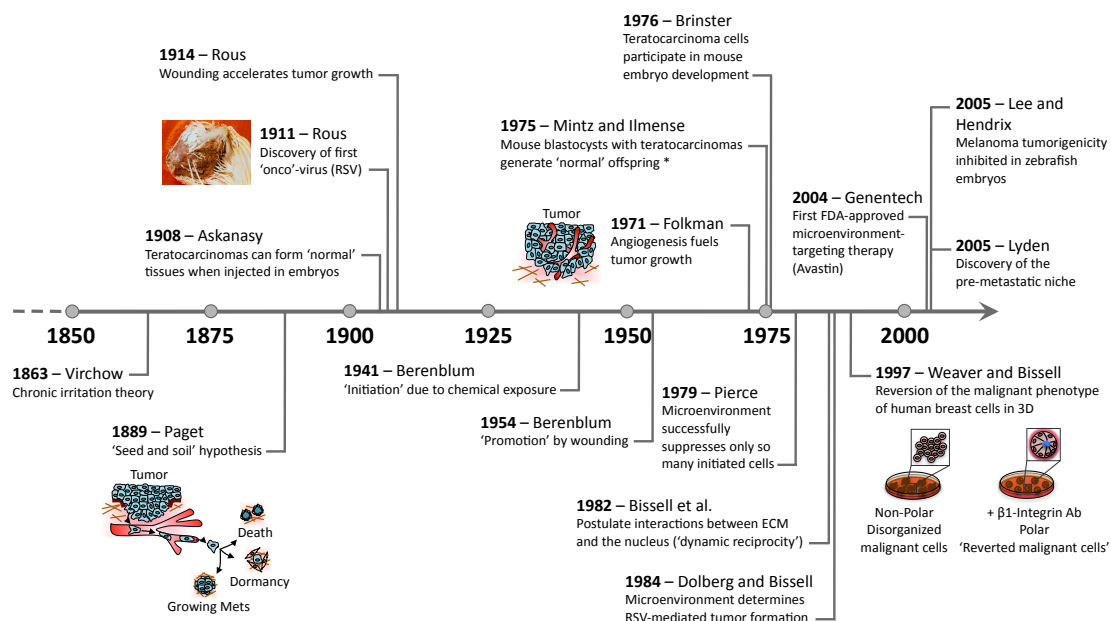 1914 – Rous
Wounding accelerates tumor growth
1911 – Rous
Discovery of first
‘onco’-virus (RSV)
1908 – Askanasy
Teratocarcinomas can form ‘normal’
tissues when injected in embryos
1976 – Brinster
Teratocarcinoma cells
participate in mouse
embryo development
1975 – Mintz and Ilmense
Mouse blastocysts with teratocarcinomas
generate ‘normal’ offspring *
Tumor
1971 – Folkman
Angiogenesis fuels
tumor growth
2004 – Genentech
First FDA-approved
microenvironment-
targeting therapy
(Avastin)
2005 – Lee and
Hendrix
Melanoma tumorigenicity
inhibited in zebrafish
embryos
2005 – Lyden
Discovery of the
pre-metastatic niche
1850 1875 1900 1925 1950 1975 2000
1863 – Virchow
Chronic irritation theory
1889 – Paget
‘Seed and soil’ hypothesis
Tumor
Death
Dormancy
Growing Mets
1941 – Berenblum
‘Initiation’ due to chemical exposure
1954 – Berenblum
‘Promotion’ by wounding
1979 – Pierce
Microenvironment
successfully
suppresses only so
many initiated cells
1982 – Bissell et al.
Postulate interactions between ECM
and the nucleus (‘dynamic reciprocity’)
1984 – Dolberg and Bissell
Microenvironment determines
RSV-mediated tumor formation
1997 – Weaver and Bissell
Reversion of the malignant phenotype
of human breast cells in 3D
Non-Polar
Disorganized
malignant cells
+ β1-Integrin Ab
Polar
‘Reverted malignant cells’